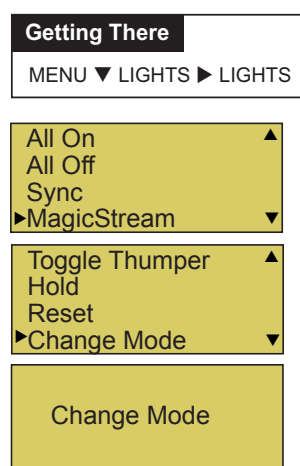 Getting There
MENU ▼ LIGHTS ▶ LIGHTS
All On ▲
All Off
Sync
▶MagicStream ▼
Toggle Thumper ▲
Hold
Reset
▶Change Mode ▼
Change Mode